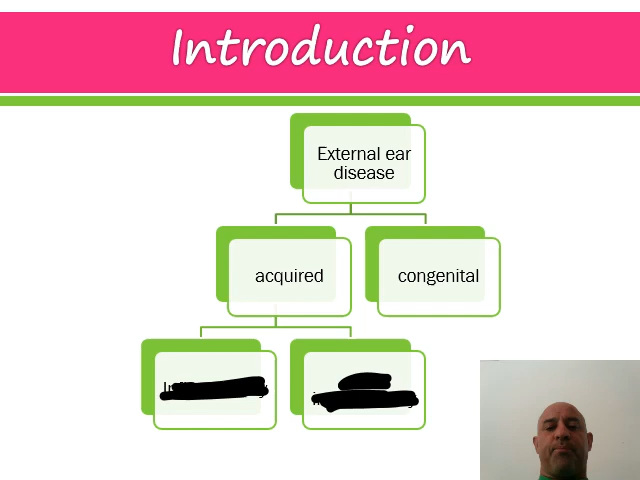 Introduction
External ear
disease
acquired
congenital